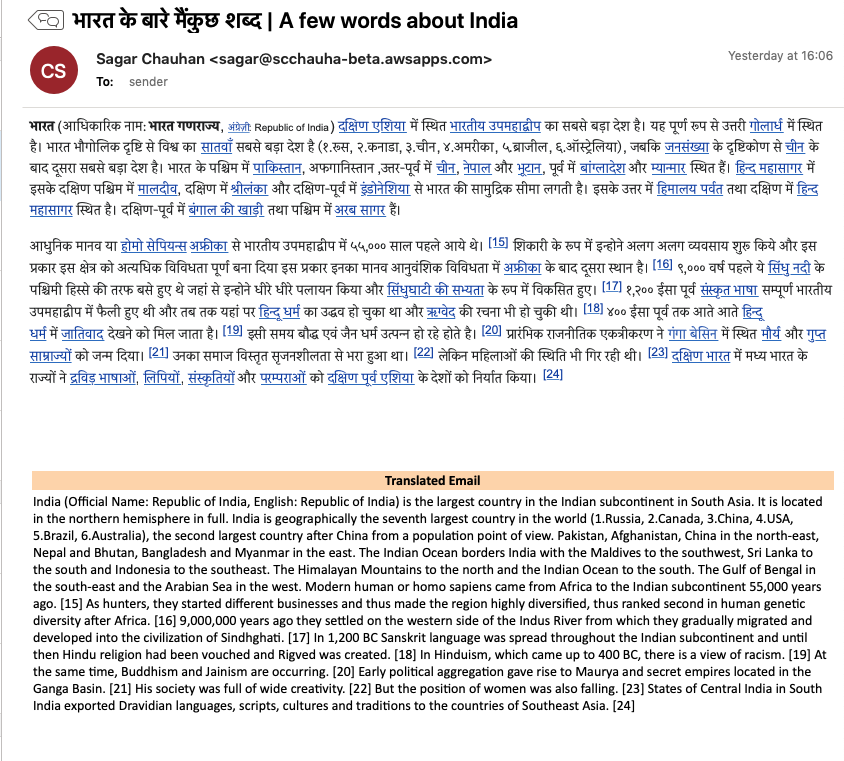 भारत के बारे मैंकुछ शब्द | A few words about India
CS
Sagar Chauhan <sagar@scchauha-beta.awsapps.com>
Yesterday at 16:06
To: sender
भारत (आधिकारिक नाम: भारत गणराज्य, अंग्रेज़ी: Republic of India) दक्षिण एशिया में स्थित भारतीय उपमहाद्वीप का सबसे बड़ा देश है। यह पूर्ण रूप से उत्तरी गोलार्ध में स्थित
है। भारत भौगोलिक दृष्टि से विश्व का सातवाँ सबसे बड़ा देश है (१.रूस, २.कनाडा, ३.चीन, ४.अमरीका, ५.ब्राजील, ६.ऑस्ट्रेलिया), जबकि जनसंख्या के दृष्टिकोण से चीन के
बाद दूसरा सबसे बड़ा देश है। भारत के पश्चिम में पाकिस्तान, अफगानिस्तान ,उत्तर-पूर्व में चीन, नेपाल और भूटान, पूर्व में बांग्लादेश और म्यान्मार स्थित हैं। हिन्द महासागर में
इसके दक्षिण पश्चिम में मालदीव, दक्षिण में श्रीलंका और दक्षिण-पूर्व में इंडोनेशिया से भारत की सामुद्रिक सीमा लगती है। इसके उत्तर में हिमालय पर्वत तथा दक्षिण में हिन्द
महासागर स्थित है। दक्षिण-पूर्व में बंगाल की खाड़ी तथा पश्चिम में अरब सागर हैं।
आधुनिक मानव या होमो सेपियन्स अफ्रीका से भारतीय उपमहाद्वीप में ५५,००० साल पहले आये थे। [15] शिकारी के रूप में इन्होने अलग अलग व्यवसाय शुरू किये और इस
प्रकार इस क्षेत्र को अत्यधिक विविधता पूर्ण बना दिया इस प्रकार इनका मानव आनुवंशिक विविधता में अफ्रीका के बाद दूसरा स्थान है। [16] ९,००० वर्ष पहले ये सिंधु नदी के
पश्चिमी हिस्से की तरफ बसे हुए थे जहां से इन्होने धीरे धीरे पलायन किया और सिंधुघाटी की सभ्यता के रूप में विकसित हुए। [17] १,२०० ईसा पूर्व संस्कृत भाषा सम्पूर्ण भारतीय
उपमहाद्वीप में फैली हुए थी और तब तक यहां पर हिन्दू धर्म का उद्धव हो चुका था और ऋग्वेद की रचना भी हो चुकी थी। [18] ४०० ईसा पूर्व तक आते आते हिन्दू
धर्म में जातिवाद देखने को मिल जाता है। [19] इसी समय बौद्ध एवं जैन धर्म उत्पन्न हो रहे होते है। [20] प्रारंभिक राजनीतिक एकत्रीकरण ने गंगा बेसिन में स्थित मौर्य और गुप्त
साम्राज्यों को जन्म दिया। [21] उनका समाज विस्तृत सृजनशीलता से भरा हुआ था। [22] लेकिन महिलाओं की स्थिति भी गिर रही थी। [23] दक्षिण भारत में मध्य भारत के
राज्यों ने द्रविड़ भाषाओं, लिपियों, संस्कृतियों और परम्पराओं को दक्षिण पूर्व एशिया के देशों को निर्यात किया। [24]
Translated Email
India (Official Name: Republic of India, English: Republic of India) is the largest country in the Indian subcontinent in South Asia. It is located
in the northern hemisphere in full. India is geographically the seventh largest country in the world (1.Russia, 2.Canada, 3.China, 4.USA,
5.Brazil, 6.Australia), the second largest country after China from a population point of view. Pakistan, Afghanistan, China in the north-east,
Nepal and Bhutan, Bangladesh and Myanmar in the east. The Indian Ocean borders India with the Maldives to the southwest, Sri Lanka to
the south and Indonesia to the southeast. The Himalayan Mountains to the north and the Indian Ocean to the south. The Gulf of Bengal in
the south-east and the Arabian Sea in the west. Modern human or homo sapiens came from Africa to the Indian subcontinent 55,000 years
ago. [15] As hunters, they started different businesses and thus made the region highly diversified, thus ranked second in human genetic
diversity after Africa. [16] 9,000,000 years ago they settled on the western side of the Indus River from which they gradually migrated and
developed into the civilization of Sindhghati. [17] In 1,200 BC Sanskrit language was spread throughout the Indian subcontinent and until
then Hindu religion had been vouched and Rigved was created. [18] In Hinduism, which came up to 400 BC, there is a view of racism. [19] At
the same time, Buddhism and Jainism are occurring. [20] Early political aggregation gave rise to Maurya and secret empires located in the
Ganga Basin. [21] His society was full of wide creativity. [22] But the position of women was also falling. [23] States of Central India in South
India exported Dravidian languages, scripts, cultures and traditions to the countries of Southeast Asia. [24]